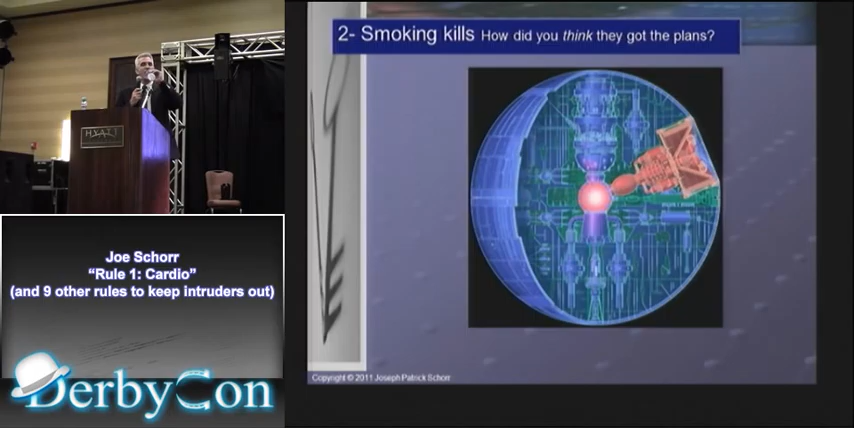 2- Smoking kills How did you think they got the plans?
HYATT
Joe Schorr
“Rule 1: Cardio”
(and 9 other rules to keep intruders out)
DerbyCon
Copyright © 2011 Joseph Patrick Schorr